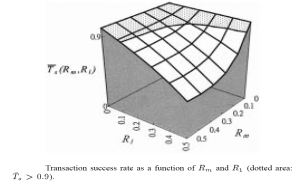 0.9
T̄s(Rm,R1)
0
0.1
0.2
0.3
0.4
0.5
R1
0.5
0.4
0.3
0.2
0.1
0
Rm
Transaction success rate as a function of Rm and R1 (dotted area:
T̄s > 0.9).